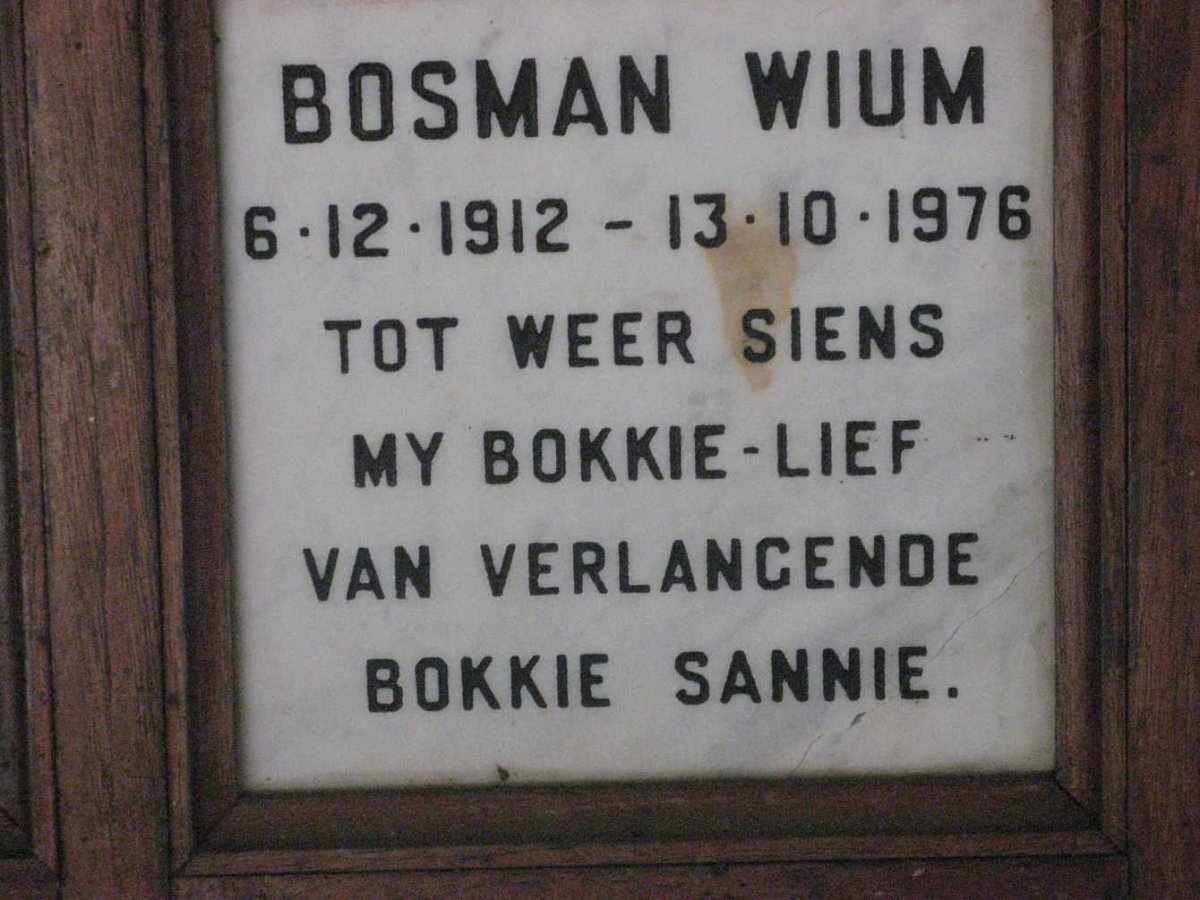 BOSMAN WIUM
6·12·1912 - 13·10·1976
TOT WEER SIENS
MY BOKKIE-LIEF
VAN VERLANGENDE
BOKKIE SANNIE.